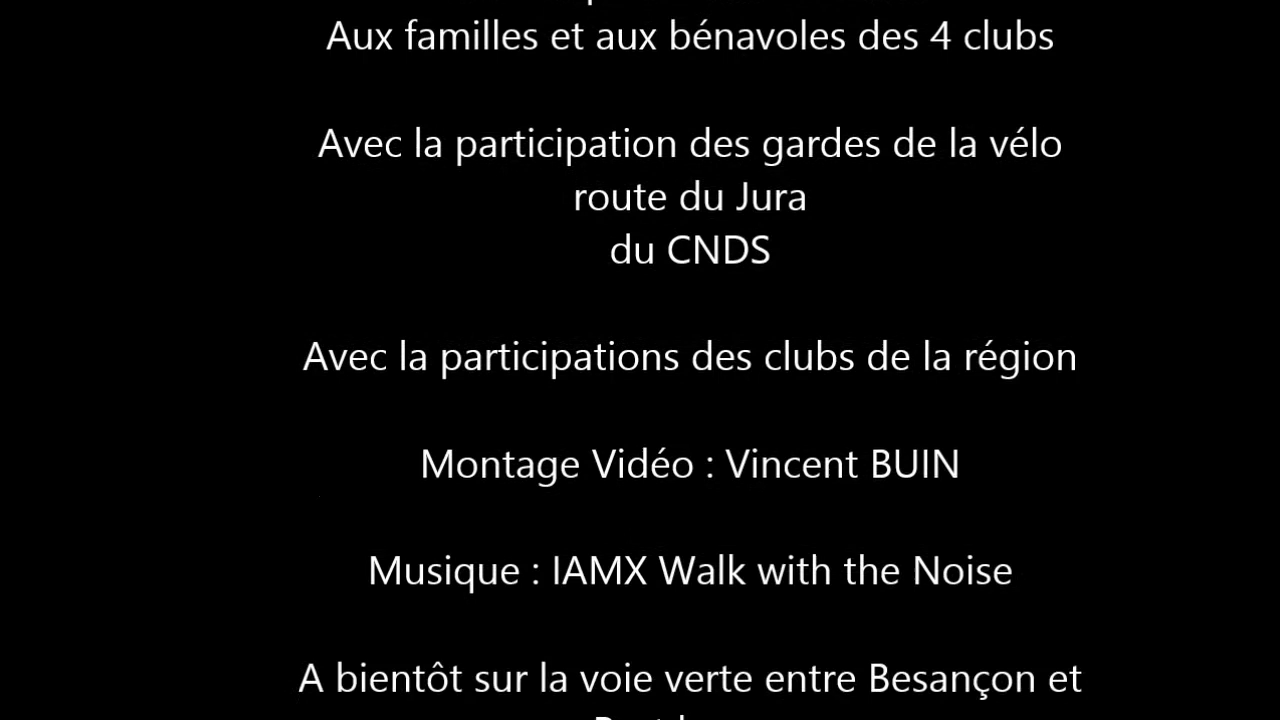 Aux familles et aux bénavoles des 4 clubs
Avec la participation des gardes de la vélo
route du Jura
du CNDS
Avec la participations des clubs de la région
Montage Vidéo : Vincent BUIN
Musique : IAMX Walk with the Noise
A bientôt sur la voie verte entre Besançon et